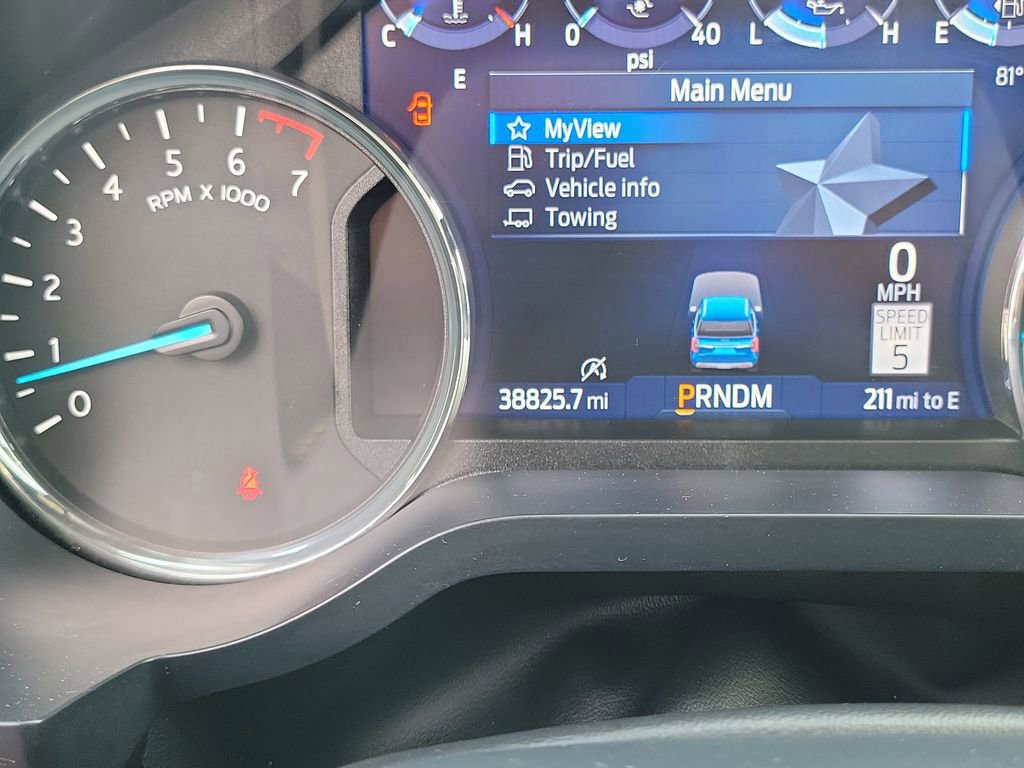 C H 0 40 L H E
psi
E
81°
Main Menu
MyView
Trip/Fuel
Vehicle info
Towing
0 1 2 3 4 5 6 7
RPM X 1000
0
MPH
SPEED
LIMIT
5
38825.7 mi
PRNDM
211 mi to E